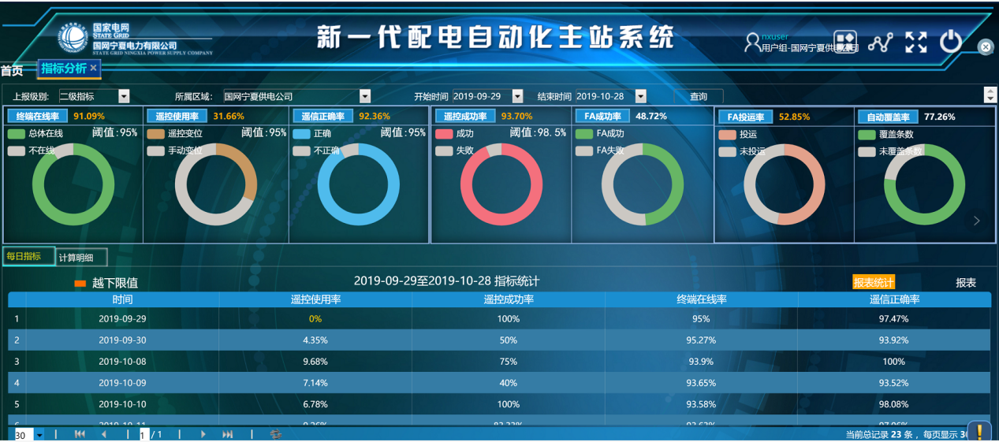 国家电网
STATE GRID
国网宁夏电力有限公司
STATE GRID NINGXIA POWER SUPPLY COMPANY
新一代配电自动化主站系统
nxuser
用户组-国网宁夏供电公司
首页 指标分析 ×
上报级别: 二级指标 所属区域: 国网宁夏供电公司 开始时间 2019-09-29 结束时间 2019-10-28 查询
终端在线率 91.09% 遥控使用率 31.66% 遥信正确率 92.36% 遥控成功率 93.70% FA成功率 48.72% FA投运率 52.85% 自动覆盖率 77.26%
总体在线 阈值:95% 遥控变位 阈值:95% 正确 阈值:95% 成功 阈值:98.5% FA成功 投运 覆盖条数
不在线 手动变位 不正确 失败 FA失败 未投运 未覆盖条数
每日指标 计算明细
越下限值 2019-09-29至2019-10-28 指标统计 报表统计 报表
时间 遥控使用率 遥控成功率 终端在线率 遥信正确率
1 2019-09-29 0% 100% 95% 97.47%
2 2019-09-30 4.35% 50% 95.27% 93.92%
3 2019-10-08 9.68% 75% 93.9% 100%
4 2019-10-09 7.14% 40% 93.65% 93.52%
5 2019-10-10 6.78% 100% 93.58% 98.08%
30 1 / 1 当前总记录 23 条 ，每页显示